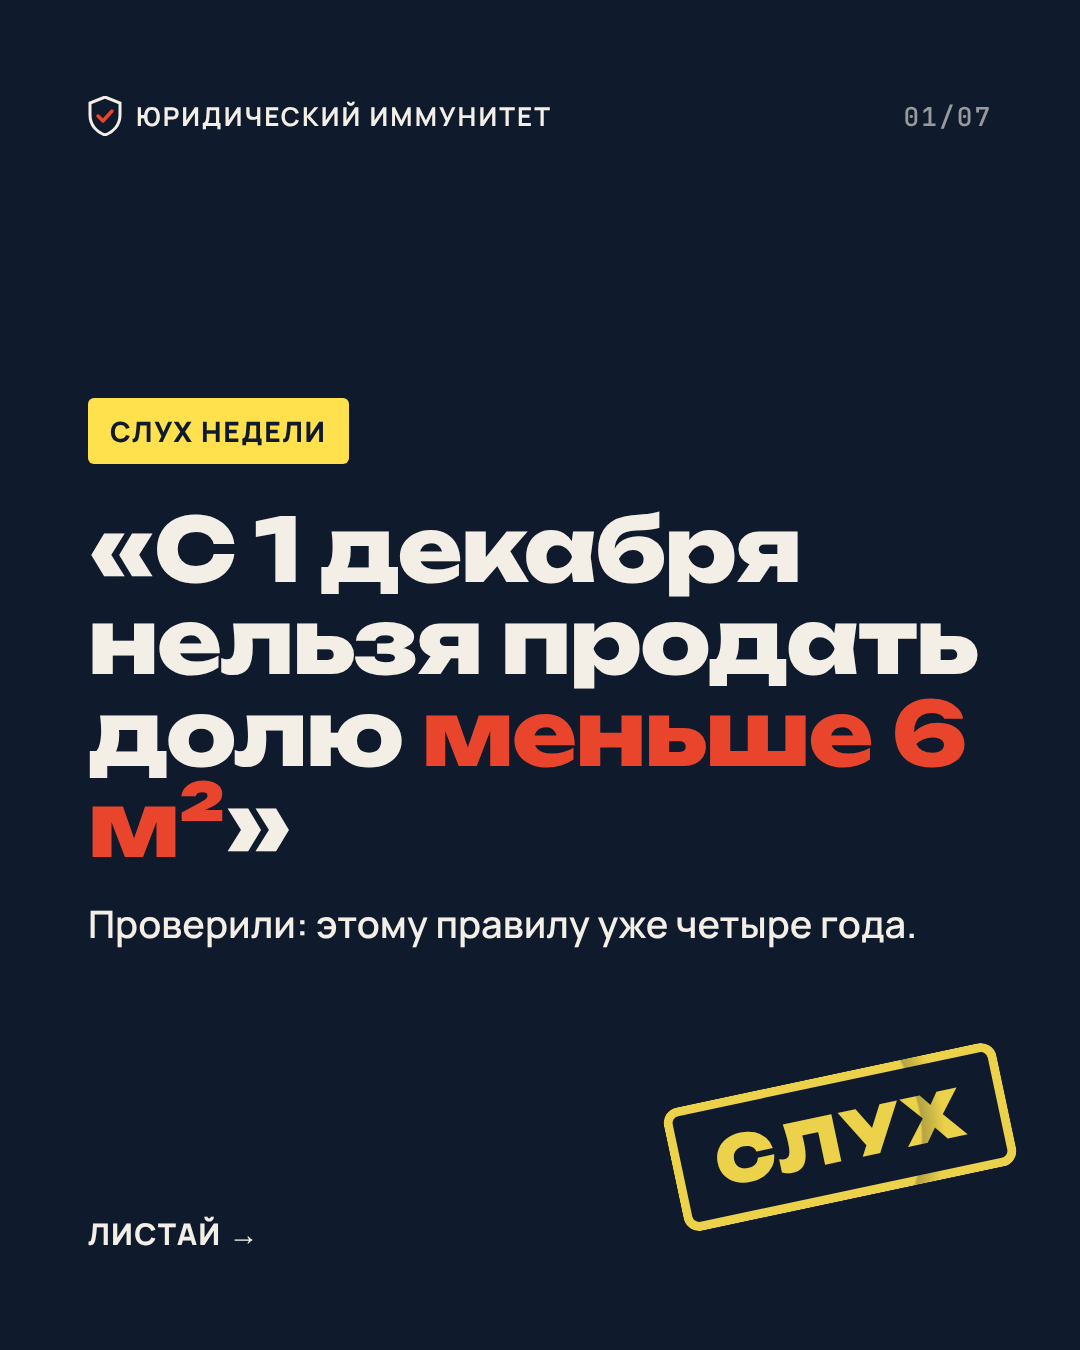 ЮРИДИЧЕСКИЙ ИММУНИТЕТ
01/07
СЛУХ НЕДЕЛИ
«С 1 декабря
нельзя продать
долю меньше 6
м²»
Проверили: этому правилу уже четыре года.
СЛУХ
ЛИСТАЙ →